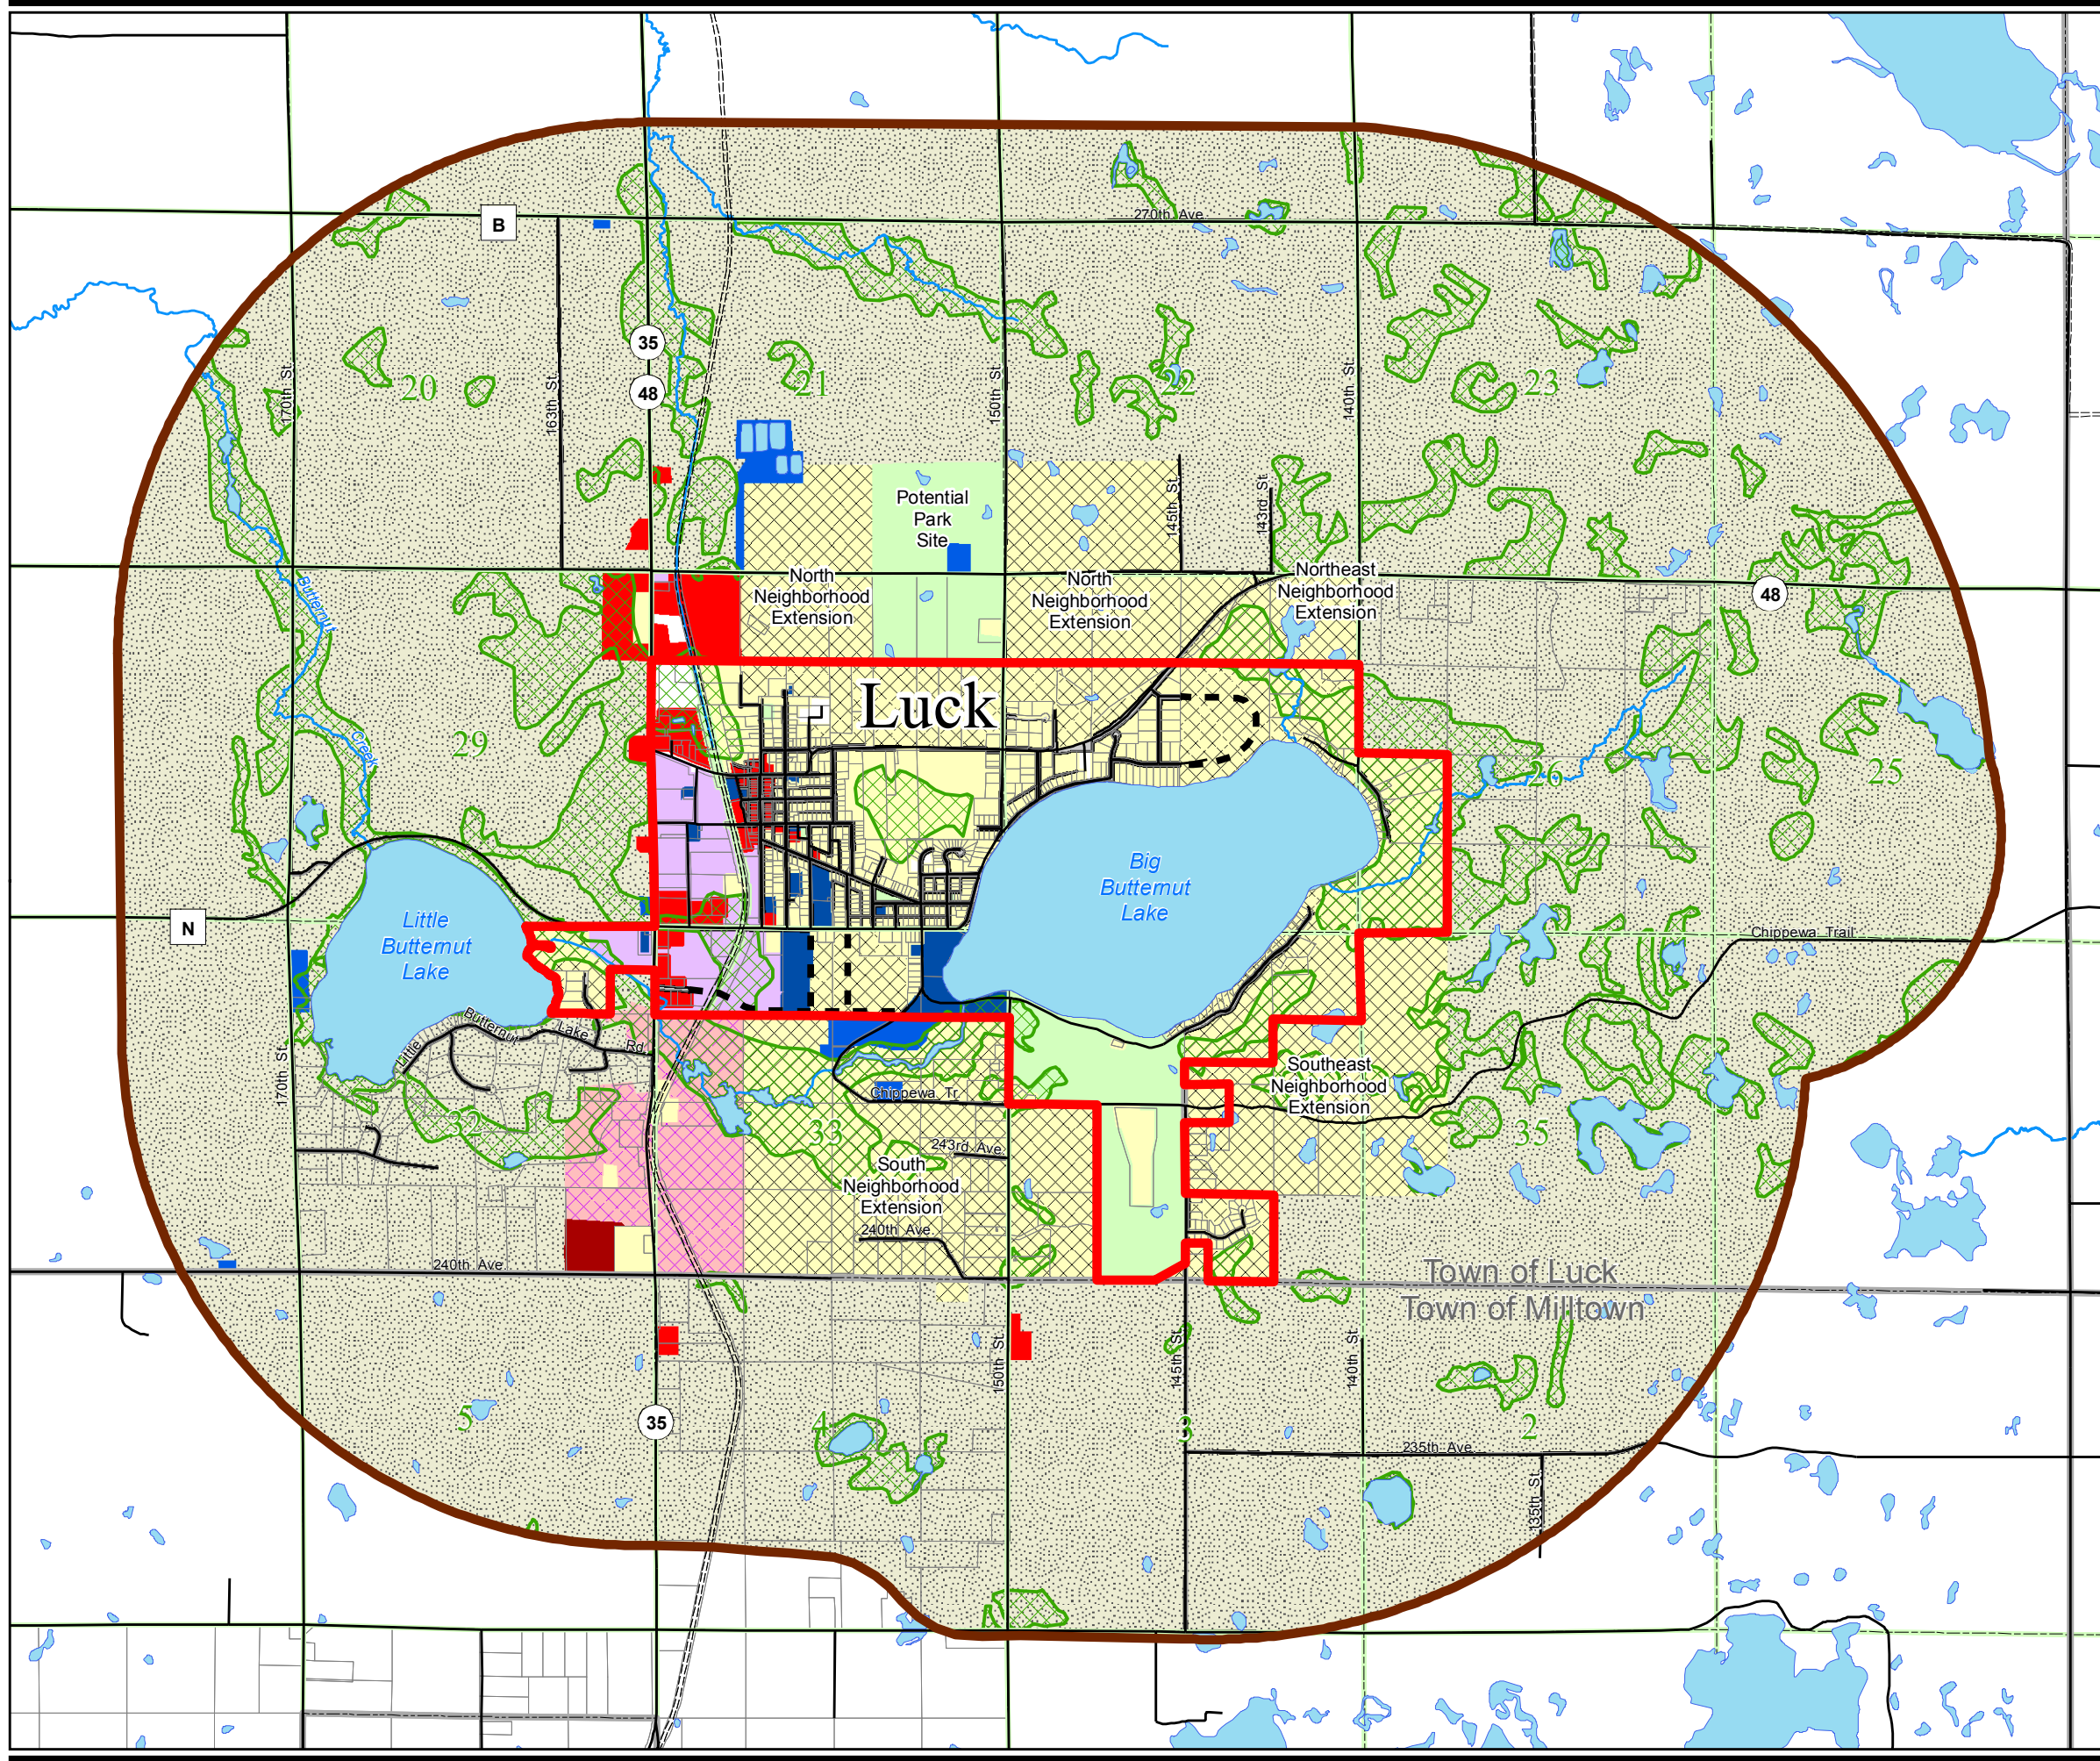 270th Ave
B
35
48
20
21
22
23
170th St.
163th St.
150th St.
140th St.
145th St.
143rd St
Potential
Park
Site
North
Neighborhood
Extension
North
Neighborhood
Extension
Northeast
Neighborhood
Extension
48
Butternut
Creek
Luck
29
26
25
Big
Butternut
Lake
N
Little
Butternut
Lake
Chippewa Trail
Little Butternut Lake Rd
170th St.
Southeast
Neighborhood
Extension
Chippewa Tr
32
33
35
243rd Ave
South
Neighborhood
Extension
240th Ave
240th Ave
Town of Luck
Town of Milltown
150th St.
145th St.
140th St.
5
35
4
3
2
235th Ave
135th St.